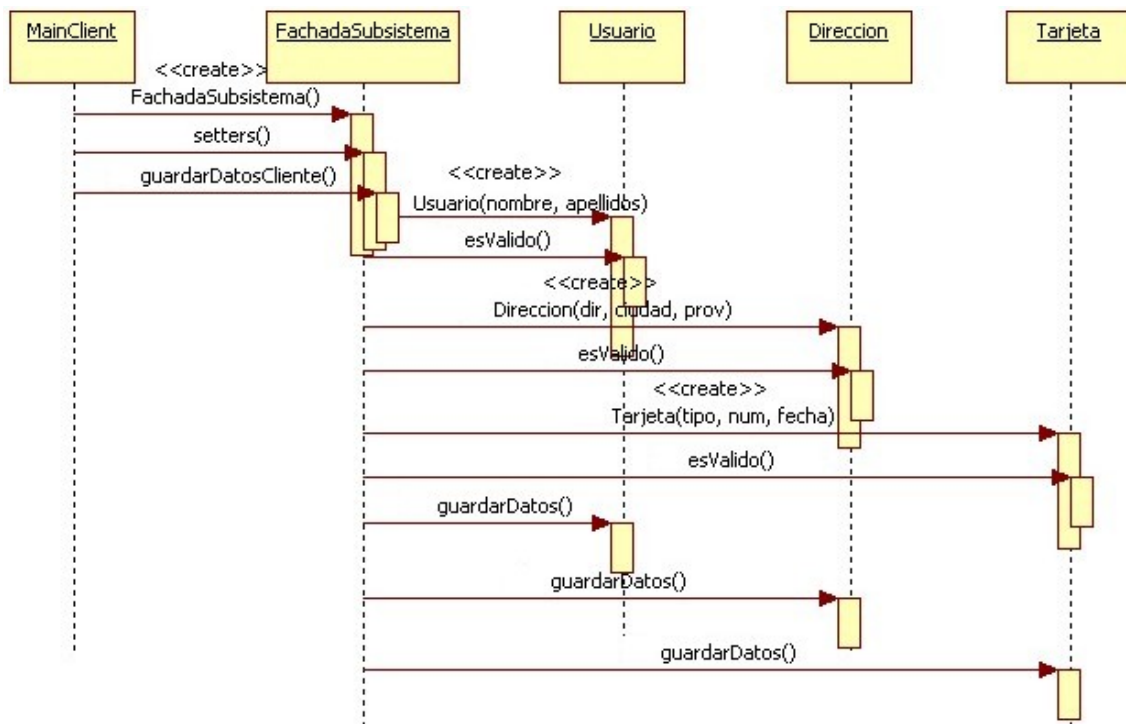 MainClient
FachadaSubsistema
Usuario
Direccion
Tarjeta
<<create>>
FachadaSubsistema()
setters()
guardarDatosCliente()
<<create>>
Usuario(nombre, apellidos)
esValido()
<<create>>
Direccion(dir, ciudad, prov)
esValido()
<<create>>
Tarjeta(tipo, num, fecha)
esValido()
guardarDatos()
guardarDatos()
guardarDatos()